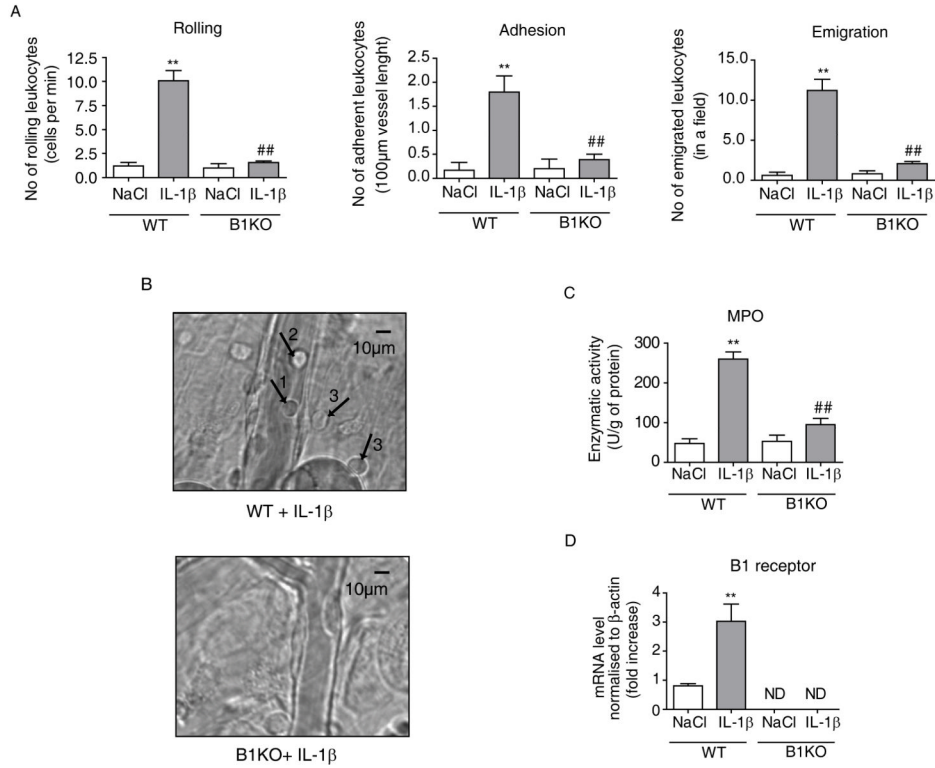 A
Rolling
No of rolling leukocytes
(cells per min)
12.5
10.0
7.5
5.0
2.5
0.0
**
##
NaCl IL-1β NaCl IL-1β
WT B1KO
Adhesion
No of adherent leukocytes
(100µm vessel lenght)
2.5
2.0
1.5
1.0
0.5
0.0
**
##
NaCl IL-1β NaCl IL-1β
WT B1KO
Emigration
No of emigrated leukocytes
(in a field)
15.0
10.0
5.0
0.0
**
##
NaCl IL-1β NaCl IL-1β
WT B1KO
B
2
10µm
1
3
3
WT + IL-1β
10µm
B1KO+ IL-1β
C
MPO
Enzymatic activity
(U/g of protein)
300
200
100
0
**
##
NaCl IL-1β NaCl IL-1β
WT B1KO
D
B1 receptor
mRNA level
normalised to β-actin
(fold increase)
4
3
2
1
0
**
ND ND
NaCl IL-1β NaCl IL-1β
WT B1KO